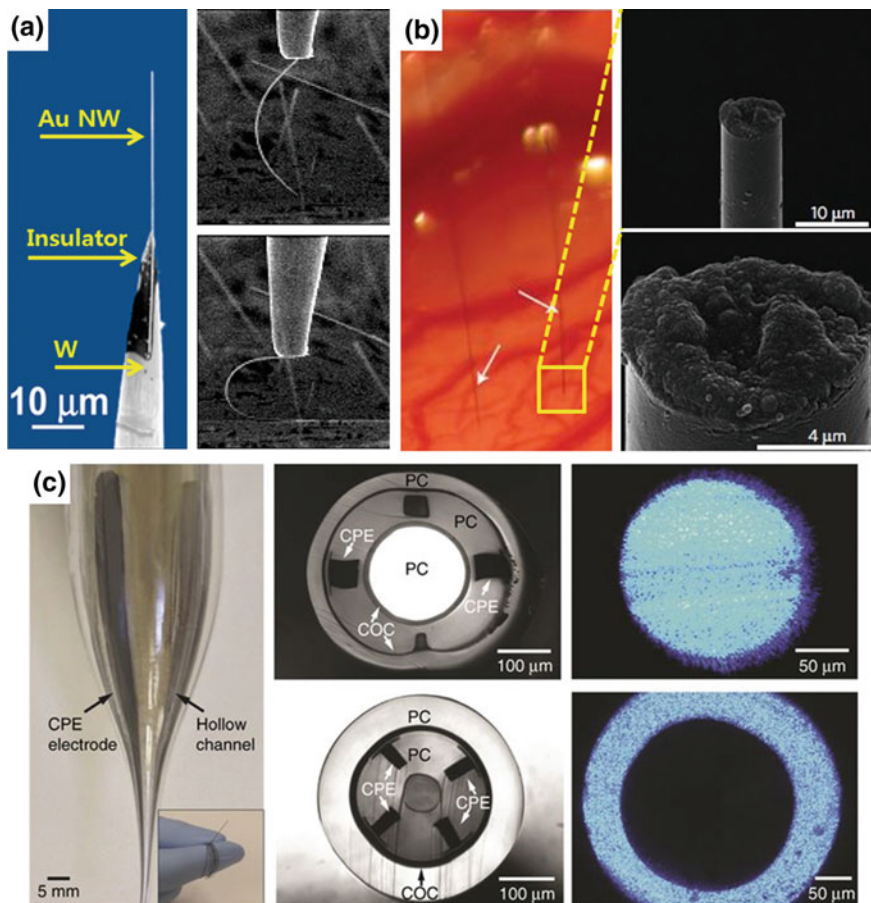 (a)
Au NW
Insulator
W
10 μm
(b)
10 μm
4 μm
(c)
CPE
electrode
Hollow
channel
5 mm
PC
PC
CPE
PC
CPE
COC
100 μm
50 μm
PC
PC
CPE
CPE
COC
100 μm
50 μm